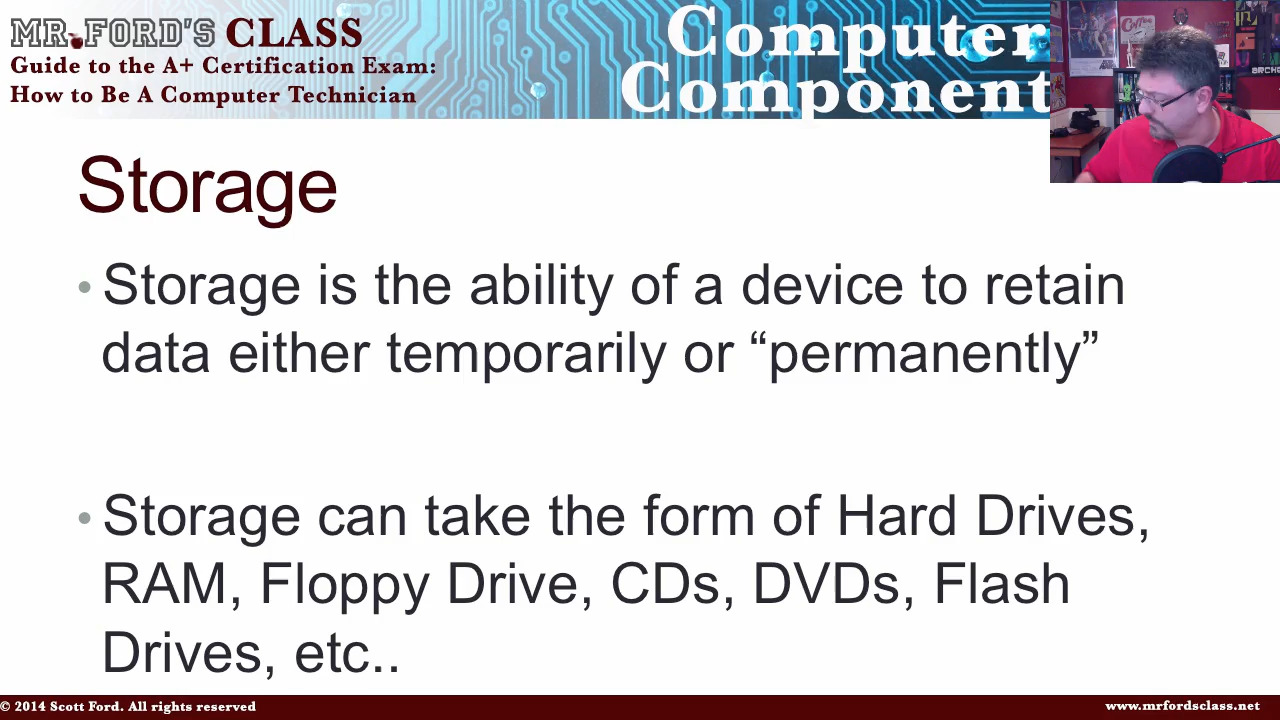 MR. FORD'S CLASS
Guide to the A+ Certification Exam:
How to Be A Computer Technician
Computer
Component
Storage
• Storage is the ability of a device to retain
data either temporarily or “permanently”
• Storage can take the form of Hard Drives,
RAM, Floppy Drive, CDs, DVDs, Flash
Drives, etc..
© 2014 Scott Ford. All rights reserved
www.mrfordsclass.net